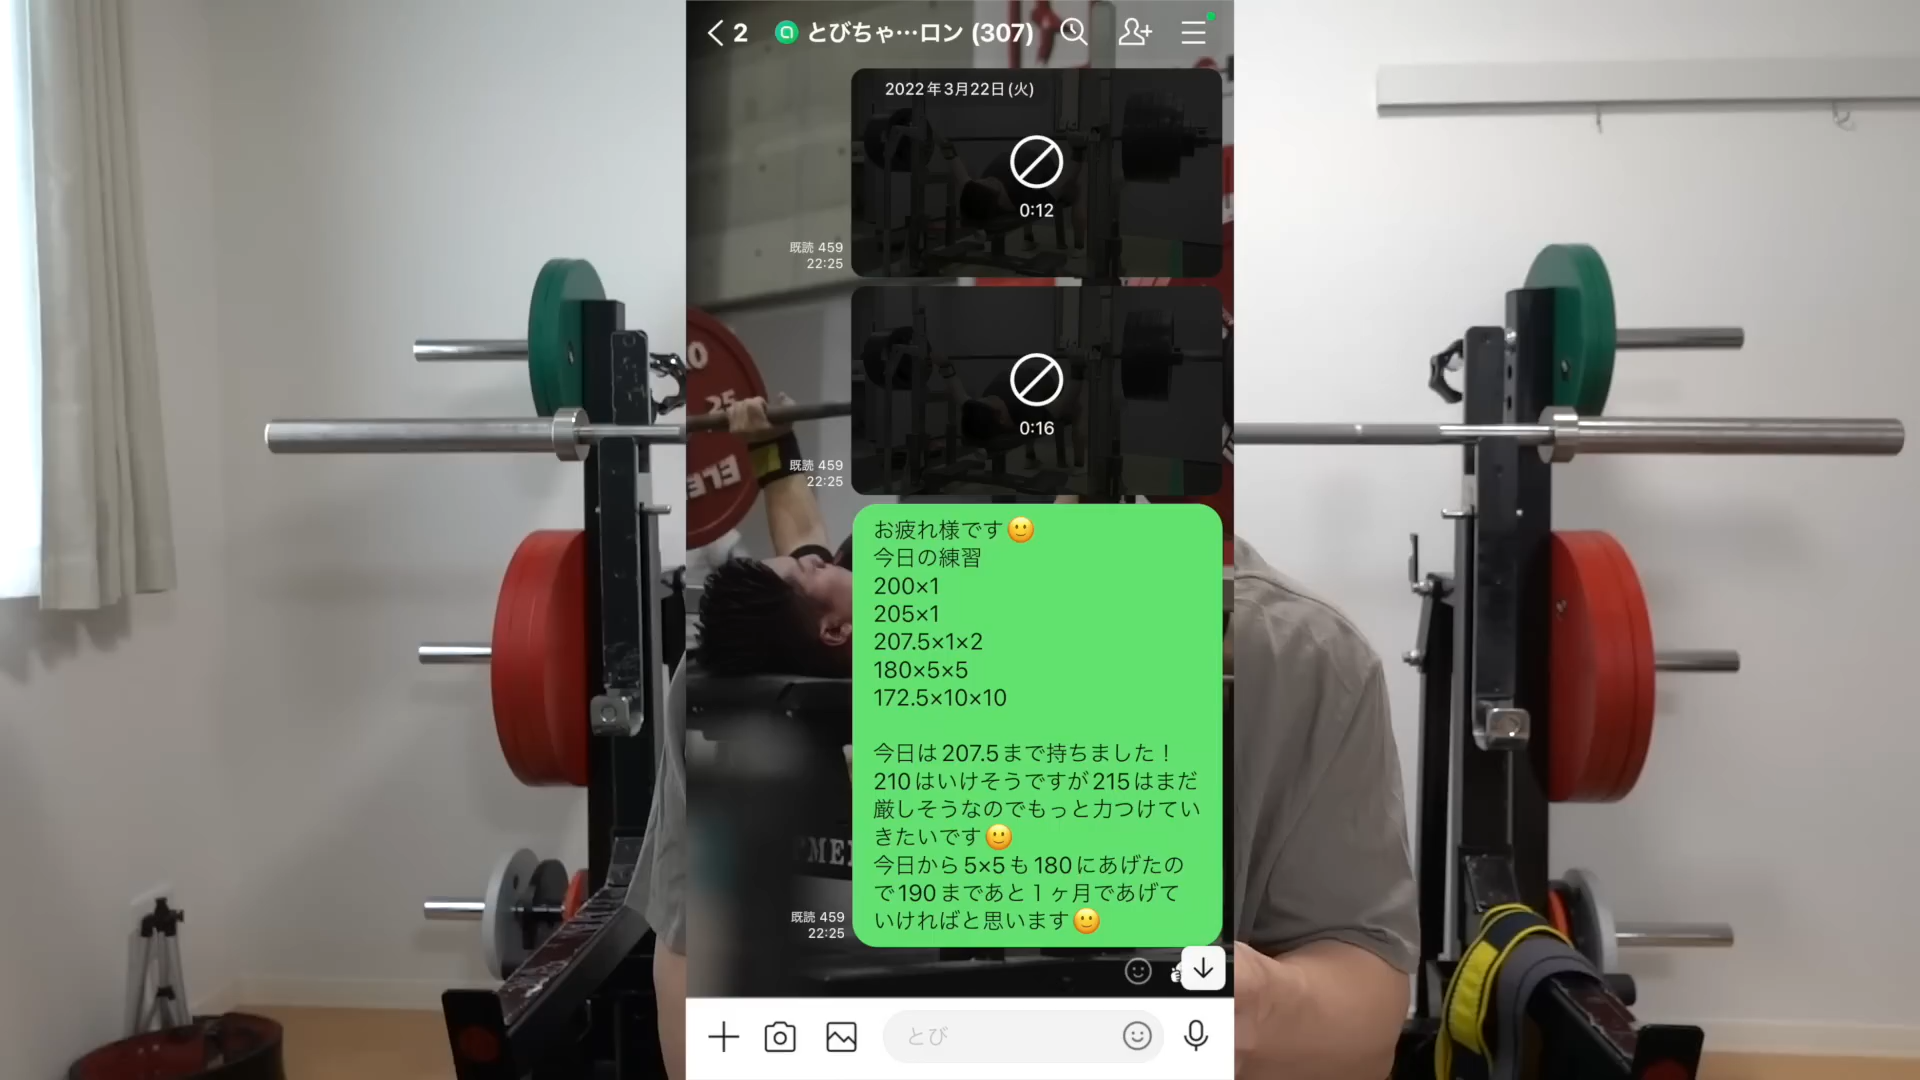 2
とびちゃ…ロン (307)
2022年3月22日(火)
0:12
既読 459
22:25
0:16
既読 459
22:25
25
お疲れ様です🙂
今日の練習
200×1
205×1
207.5×1×2
180×5×5
172.5×10×10
今日は207.5まで持ちました！
210はいけそうですが215はまだ
厳しそうなのでもっと力つけてい
きたいです🙂
今日から5×5も180にあげたの
で190まであと1ヶ月であげて
いければと思います🙂
既読 459
22:25
とび